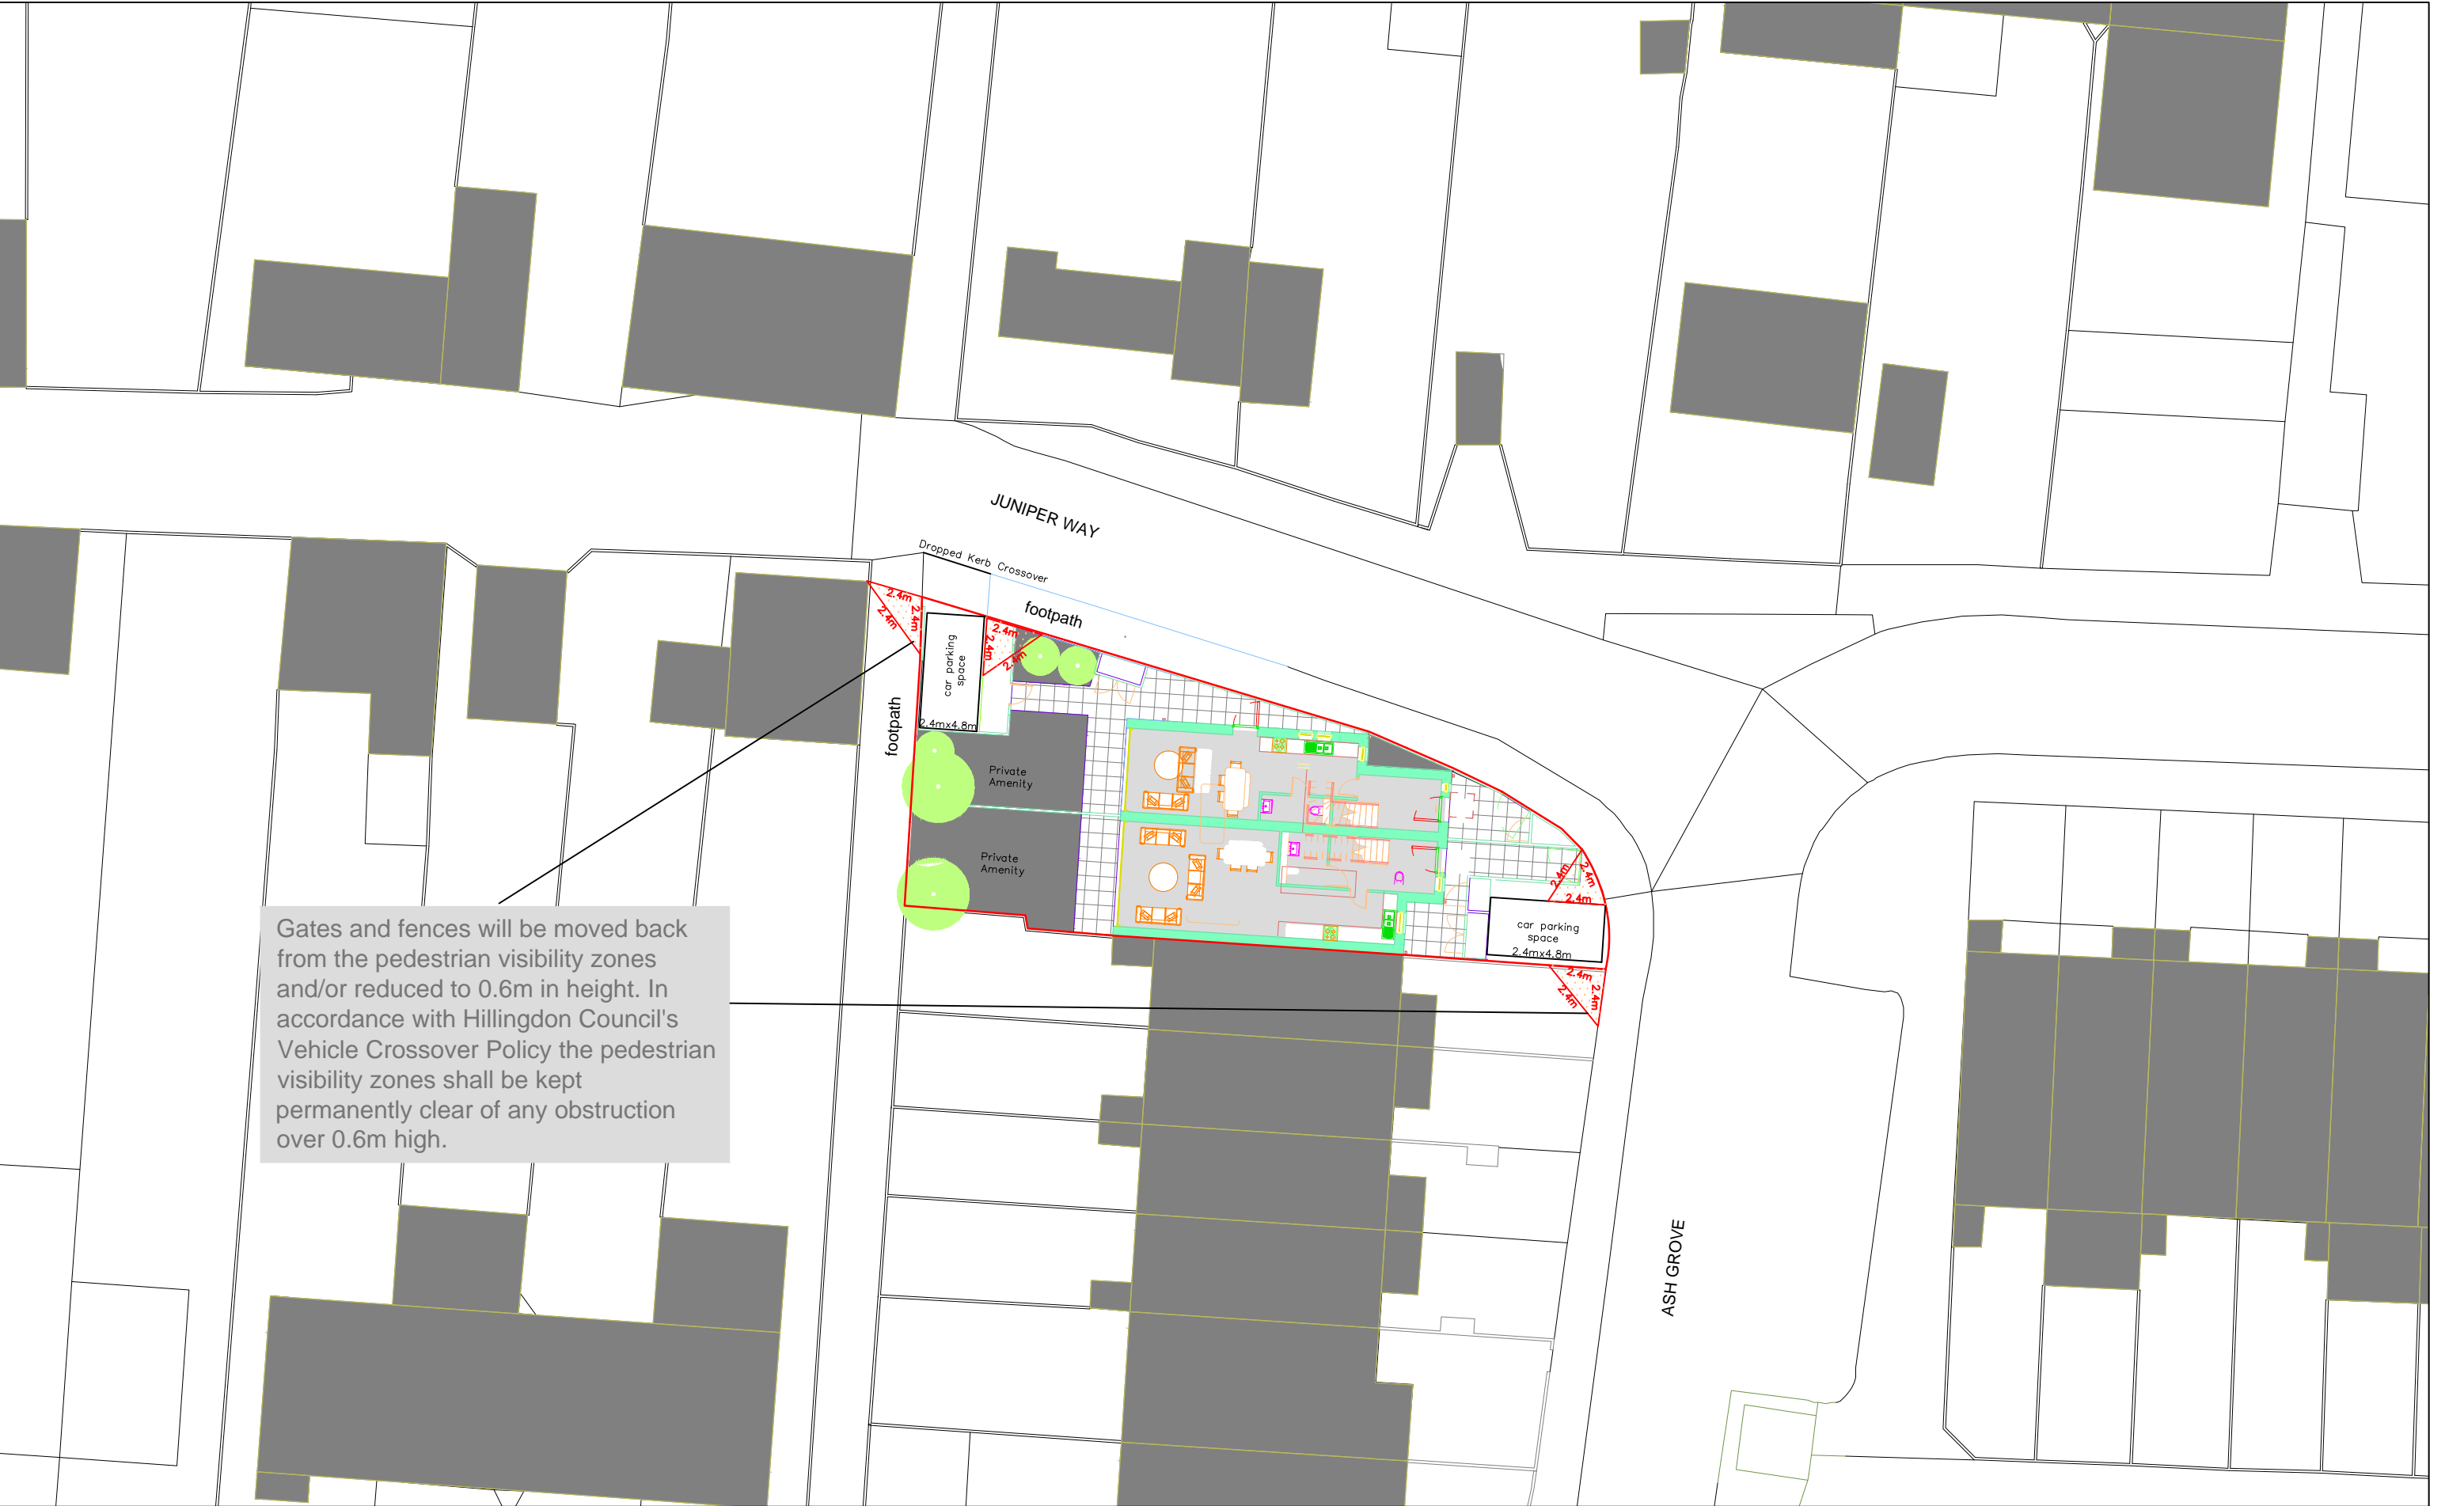 JUNIPER WAY
Dropped Kerb Crossover
footpath
2.4m
2.4m
2.4m
2.4m
2.4m
2.4m
car parking
space
2.4mx4.8m
footpath
Private
Amenity
Private
Amenity
2.4m
2.4m
2.4m
car parking
space
2.4mx4.8m
2.4m
2.4m
2.4m
Gates and fences will be moved back
from the pedestrian visibility zones
and/or reduced to 0.6m in height. In
accordance with Hillingdon Council's
Vehicle Crossover Policy the pedestrian
visibility zones shall be kept
permanently clear of any obstruction
over 0.6m high.
ASH GROVE